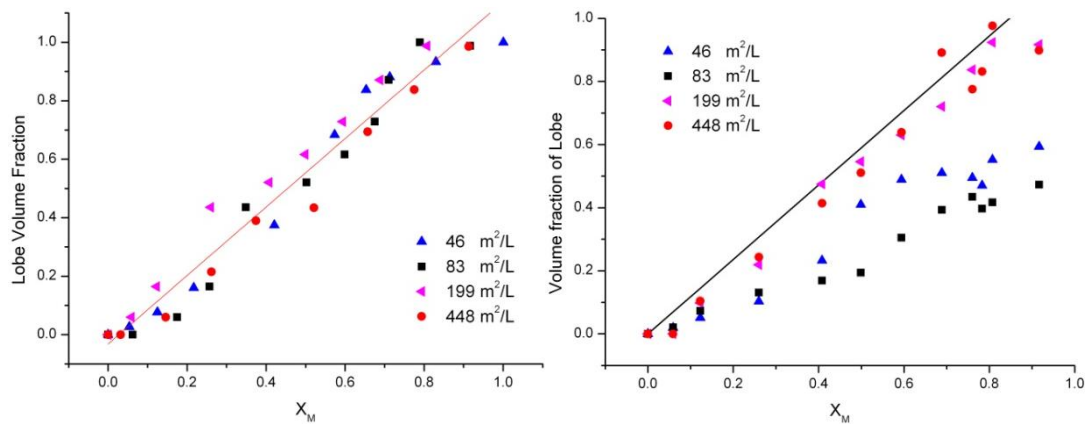 Lobe Volume Fraction
1.0
0.8
0.6
0.4
0.2
0.0
46 m²/L
83 m²/L
199 m²/L
448 m²/L
0.0 0.2 0.4 0.6 0.8 1.0
X_M
Volume fraction of Lobe
1.0
0.8
0.6
0.4
0.2
0.0
46 m²/L
83 m²/L
199 m²/L
448 m²/L
0.0 0.2 0.4 0.6 0.8 1.0
X_M